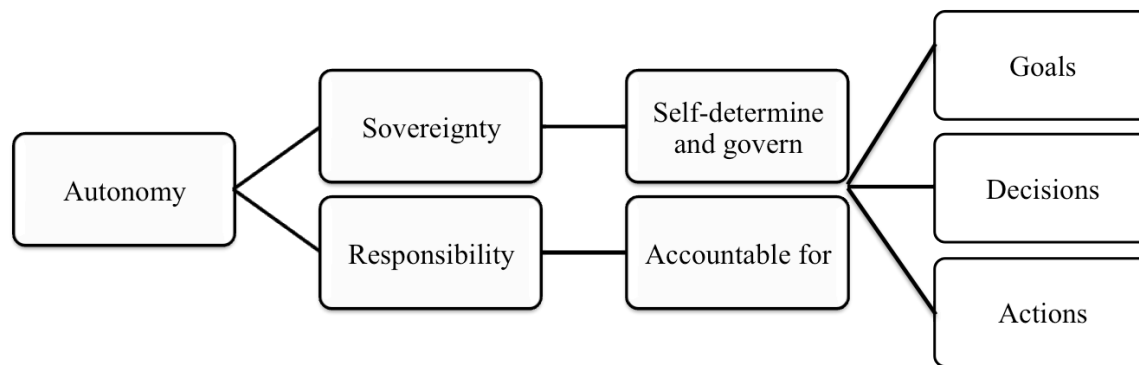 Autonomy
Sovereignty
Responsibility
Self-determine
and govern
Accountable for
Goals
Decisions
Actions